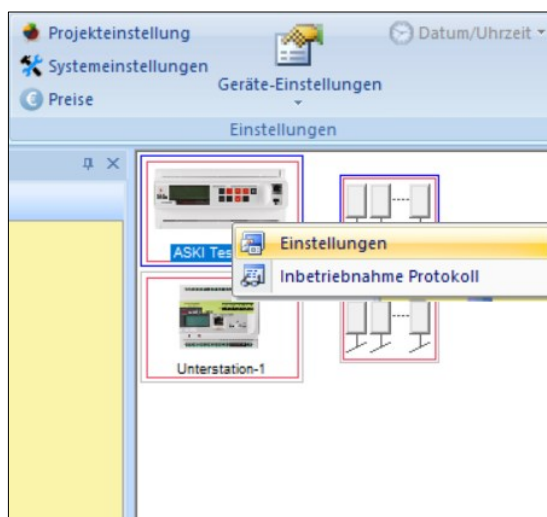 Projekteinstellung
Systemeinstellungen
Preise
Geräte-Einstellungen
Datum/Uhrzeit
Einstellungen
ASKI Tes
Einstellungen
Inbetriebnahme Protokoll
Unterstation-1